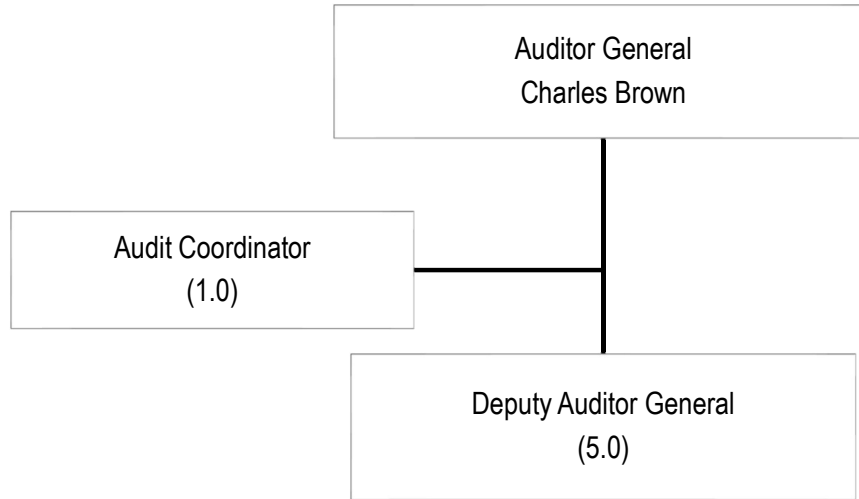 Auditor General
Charles Brown
Audit Coordinator
(1.0)
Deputy Auditor General
(5.0)